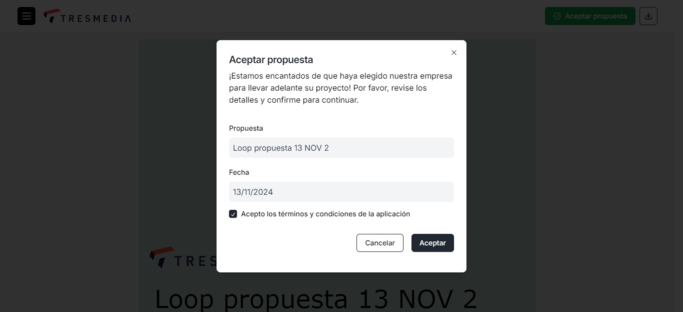 TRESMEDIA
Aceptar propuesta
Aceptar propuesta
¡Estamos encantados de que haya elegido nuestra empresa
para llevar adelante su proyecto! Por favor, revise los
detalles y confirme para continuar.
Propuesta
Loop propuesta 13 NOV 2
Fecha
13/11/2024
Acepto los términos y condiciones de la aplicación
Cancelar
Aceptar
TRES
Loop propuesta 13 NOV 2